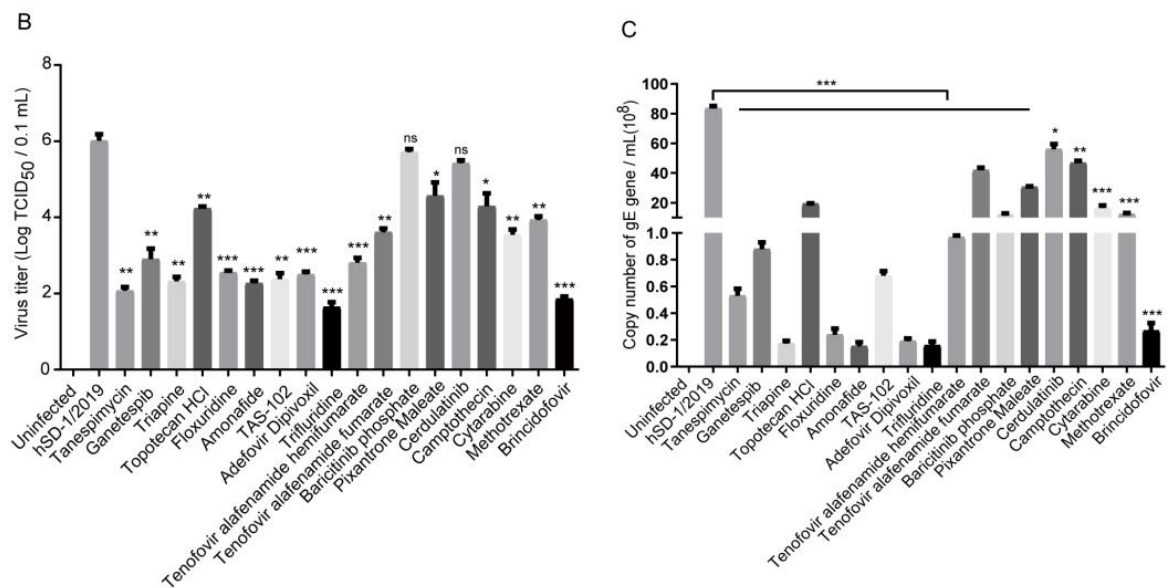 B
Virus titer (Log TCID50 / 0.1 mL)
8
6
4
2
0
**
**
**
**
***
***
**
***
***
***
**
ns
*
ns
*
**
**
***
Uninfected
hSD-1/2019
Tanespimycin
Ganetespib
Triapine
Topotecan HCl
Floxuridine
Amonafide
TAS-102
Adefovir Dipivoxil
Trifluridine
Tenofovir alafenamide hemifumarate
Tenofovir alafenamide fumarate
Baricitinib phosphate
Pixantrone Maleate
Cerdulatinib
Camptothecin
Cytarabine
Methotrexate
Brincidofovir
C
Copy number of gE gene / mL(10^8)
100
80
60
40
20
1.0
0.8
0.6
0.4
0.2
0.0
***
*
**
***
***
***
Uninfected
hSD-1/2019
Tanespimycin
Ganetespib
Triapine
Topotecan HCl
Floxuridine
Amonafide
TAS-102
Adefovir Dipivoxil
Trifluridine
Tenofovir alafenamide hemifumarate
Tenofovir alafenamide fumarate
Baricitinib phosphate
Pixantrone Maleate
Cerdulatinib
Camptothecin
Cytarabine
Methotrexate
Brincidofovir